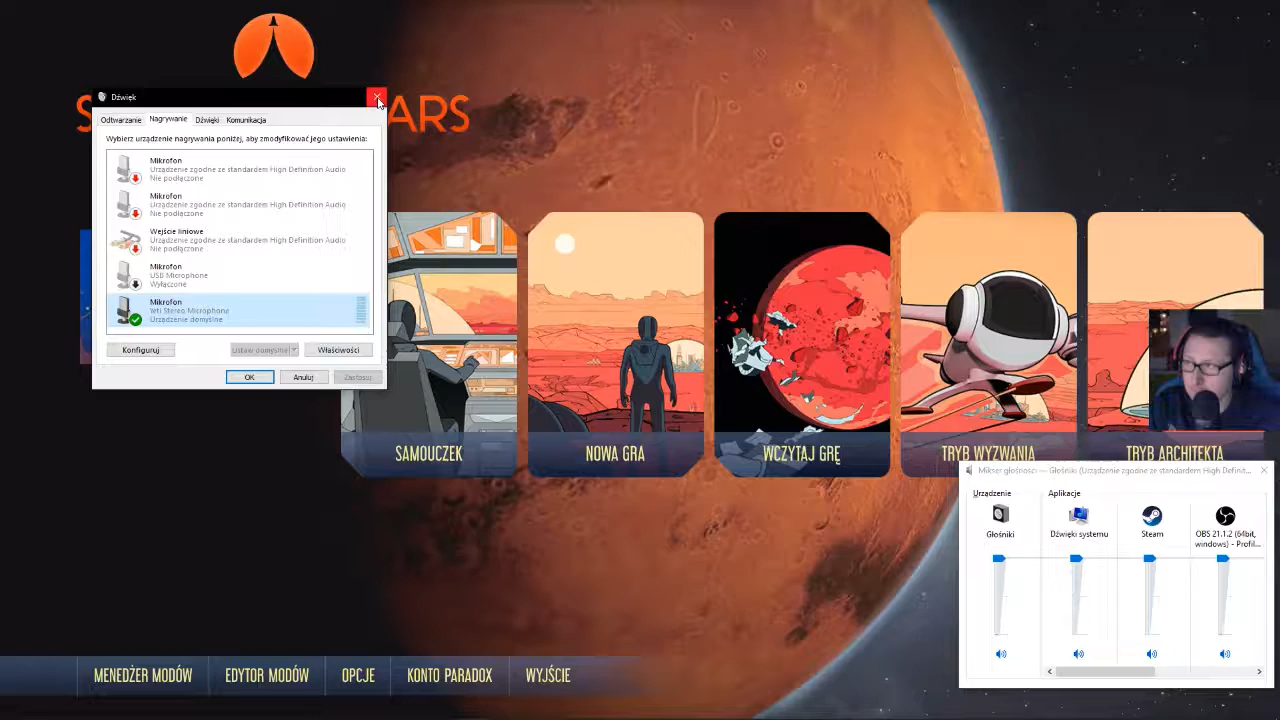 S
ARS
Dźwięk
Odtwarzanie Nagrywanie Dźwięki Komunikacja
Wybierz urządzenie nagrywania poniżej, aby zmodyfikować jego ustawienia:
Mikrofon
Urządzenie zgodne ze standardem High Definition Audio
Nie podłączone
Mikrofon
Urządzenie zgodne ze standardem High Definition Audio
Nie podłączone
Wejście liniowe
Urządzenie zgodne ze standardem High Definition Audio
Nie podłączone
Mikrofon
USB Microphone
Wyłączone
Mikrofon
Yeti Stereo Microphone
Urządzenie domyślne
Konfiguruj Ustaw domyślne Właściwości
OK Anuluj Zastosuj
SAMOUCZEK
NOWA GRA
WCZYTAJ GRĘ
TRYB WYZWANIA
TRYB ARCHITEKTA
Mikser głośności — Głośniki (Urządzenie zgodne ze standardem High Definit...
Urządzenie Aplikacje
Głośniki
Dźwięki systemu
Steam
OBS 21.1.2 (64bit,
windows) - Profil...
MENEDŻER MODÓW
EDYTOR MODÓW
OPCJE
KONTO PARADOX
WYJŚCIE